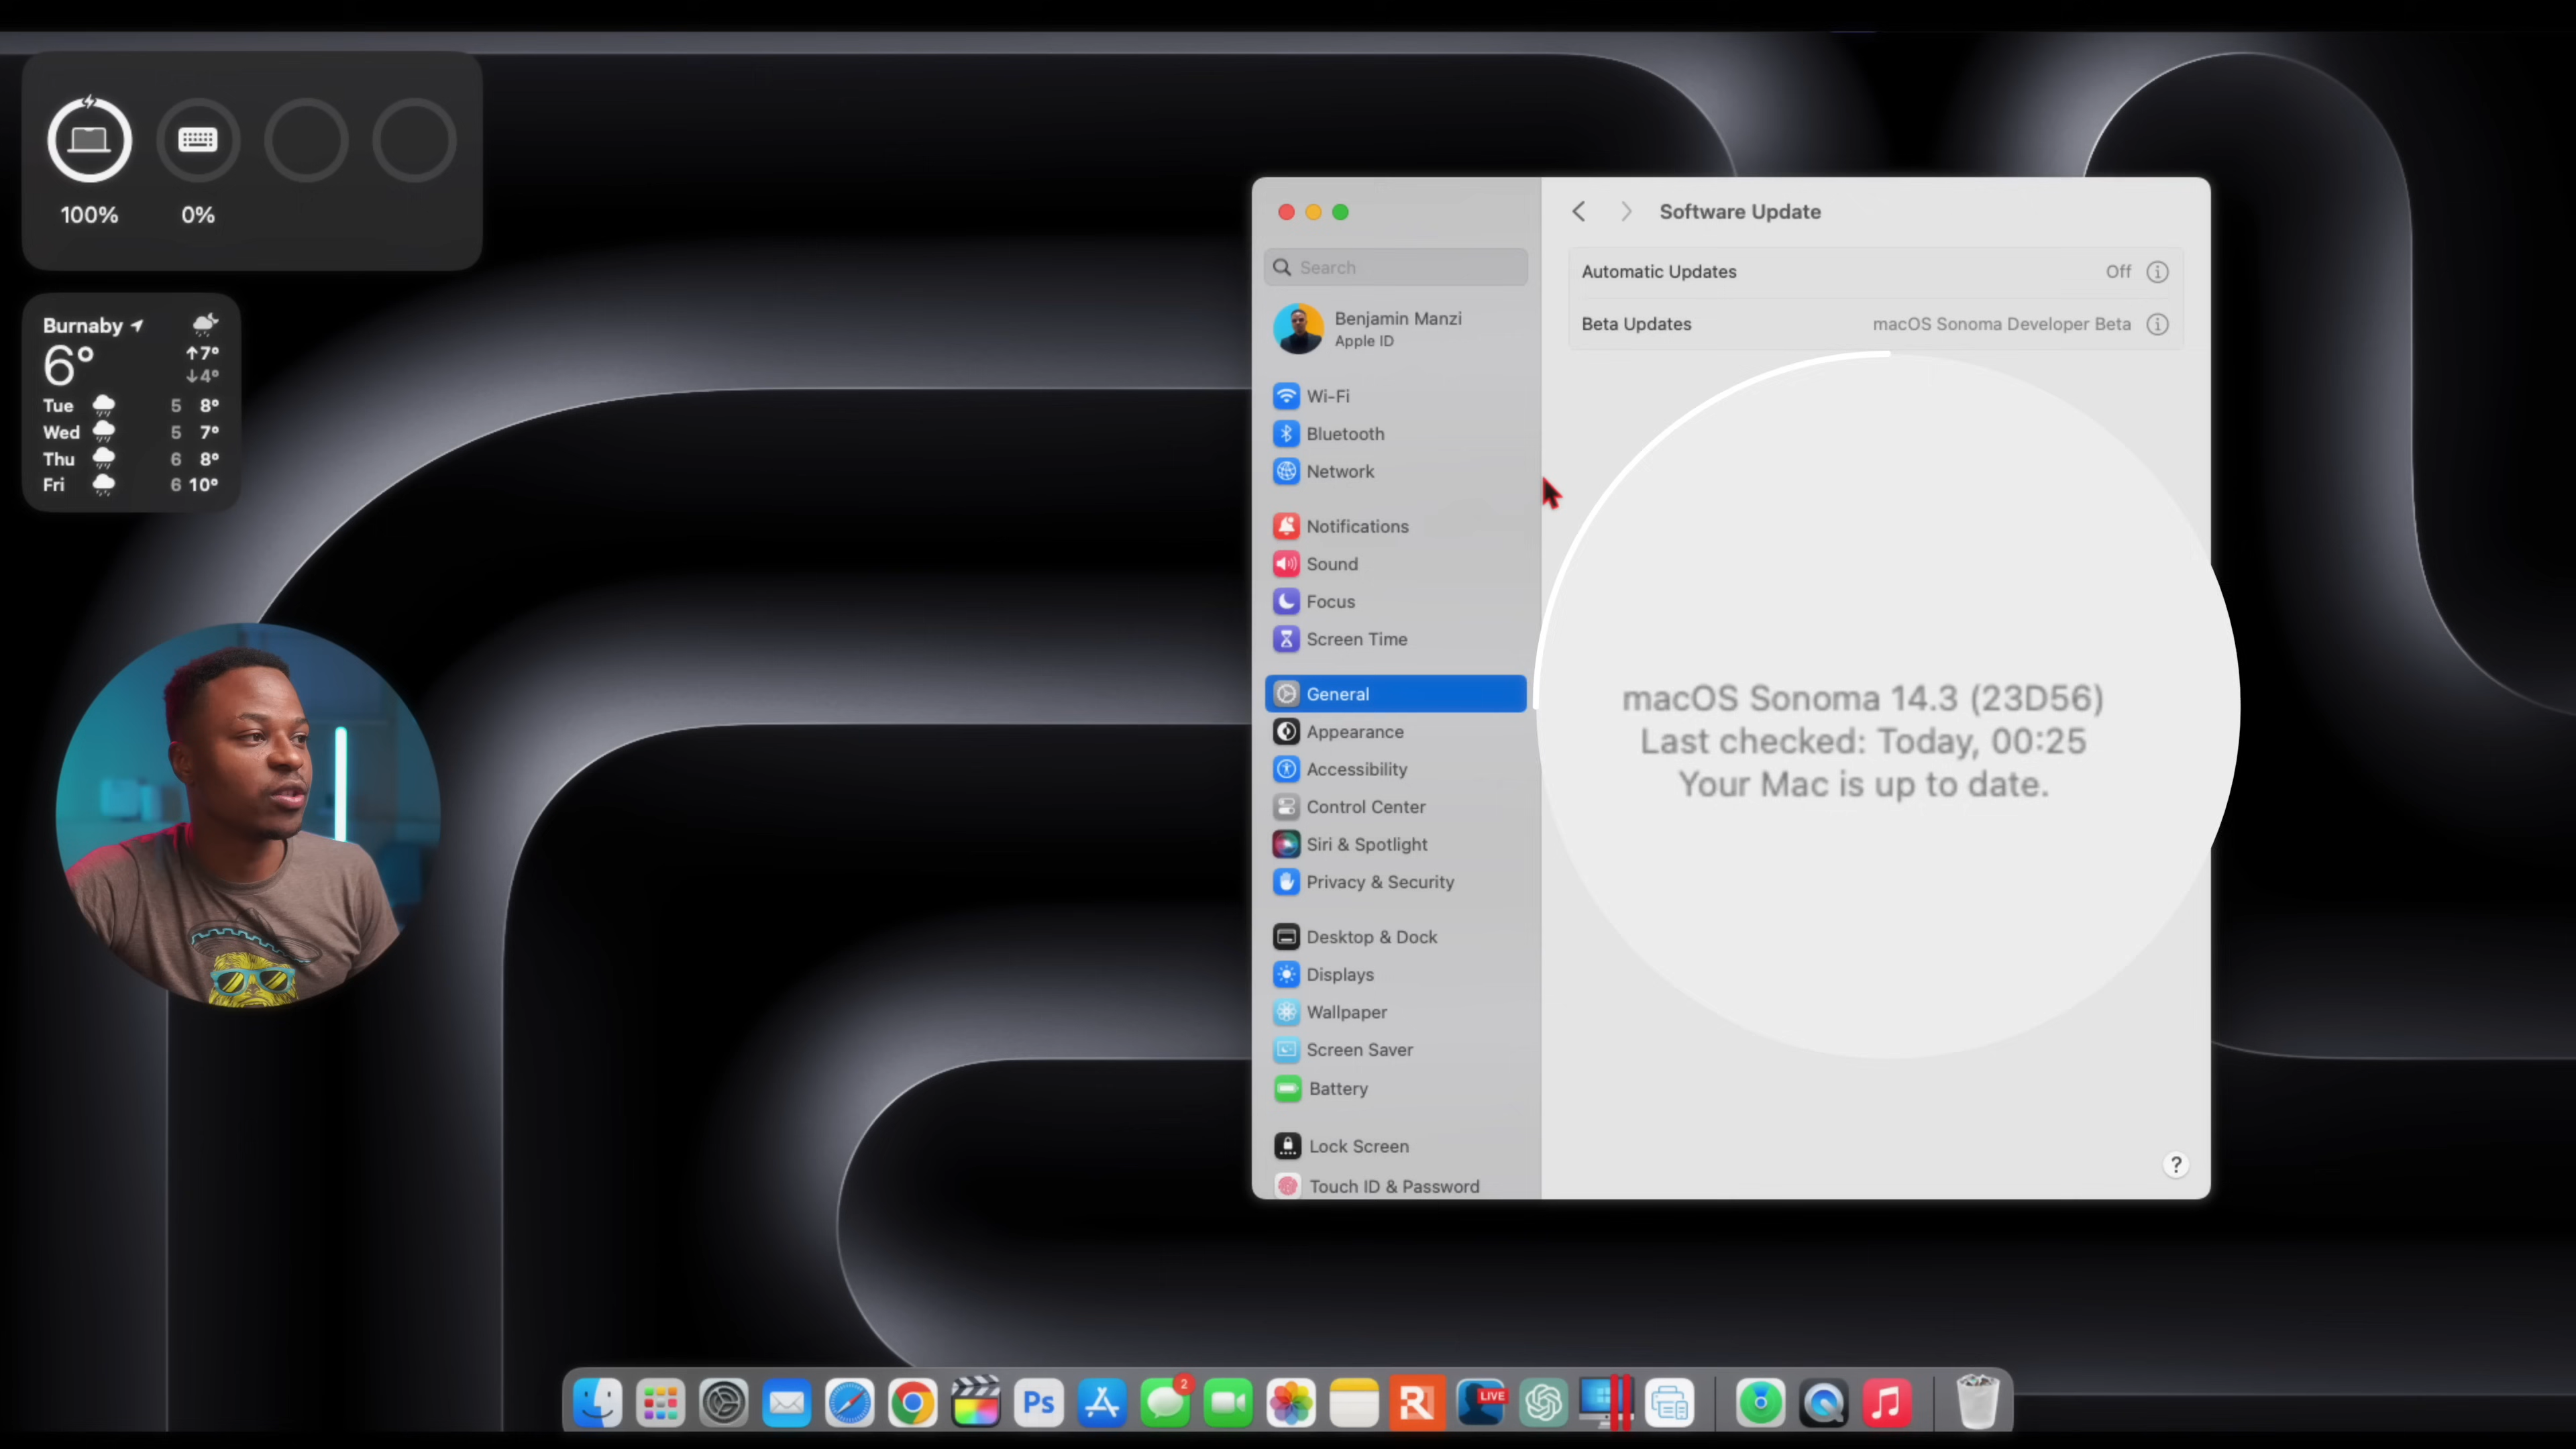 100%
0%
Burnaby
6°
↑7°
↓4°
Tue 5 8°
Wed 5 7°
Thu 6 8°
Fri 6 10°
Software Update
Search
Benjamin Manzi
Apple ID
Wi-Fi
Bluetooth
Network
Notifications
Sound
Focus
Screen Time
General
Appearance
Accessibility
Control Center
Siri & Spotlight
Privacy & Security
Desktop & Dock
Displays
Wallpaper
Screen Saver
Battery
Lock Screen
Touch ID & Password
Automatic Updates Off
Beta Updates macOS Sonoma Developer Beta
macOS Sonoma 14.3 (23D56)
Last checked: Today, 00:25
Your Mac is up to date.
?
Ps
2
R
LIVE